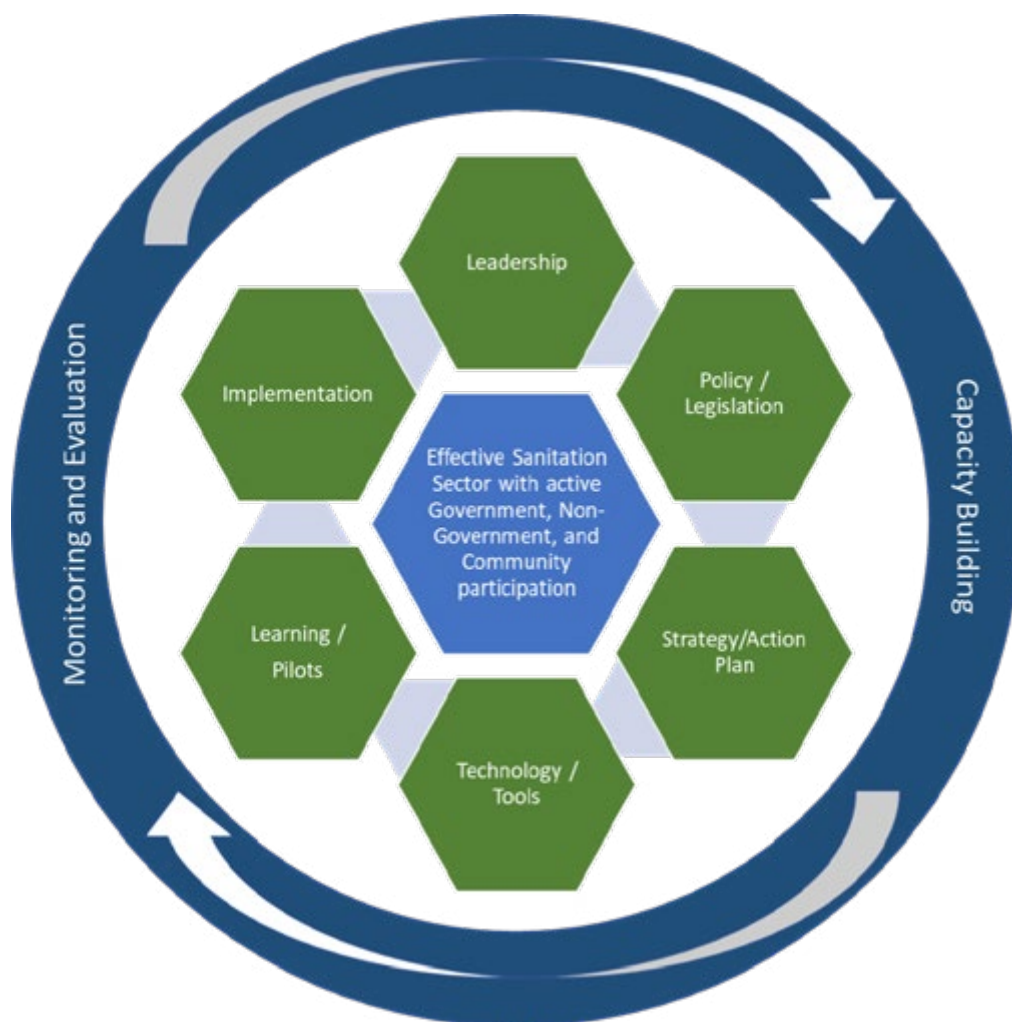 Leadership
Policy /
Legislation
Strategy/Action
Plan
Technology /
Tools
Learning /
Pilots
Implementation
Effective Sanitation
Sector with active
Government, Non-
Government, and
Community
participation
Monitoring and Evaluation
Capacity Building